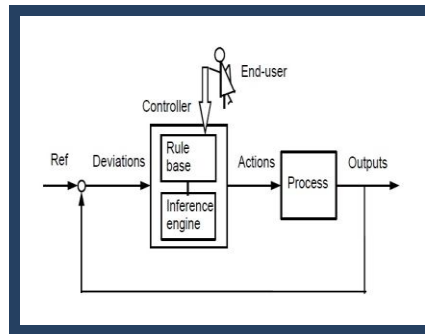 End-user
Controller
Ref
Deviations
Rule
base
Inference
engine
Actions
Process
Outputs